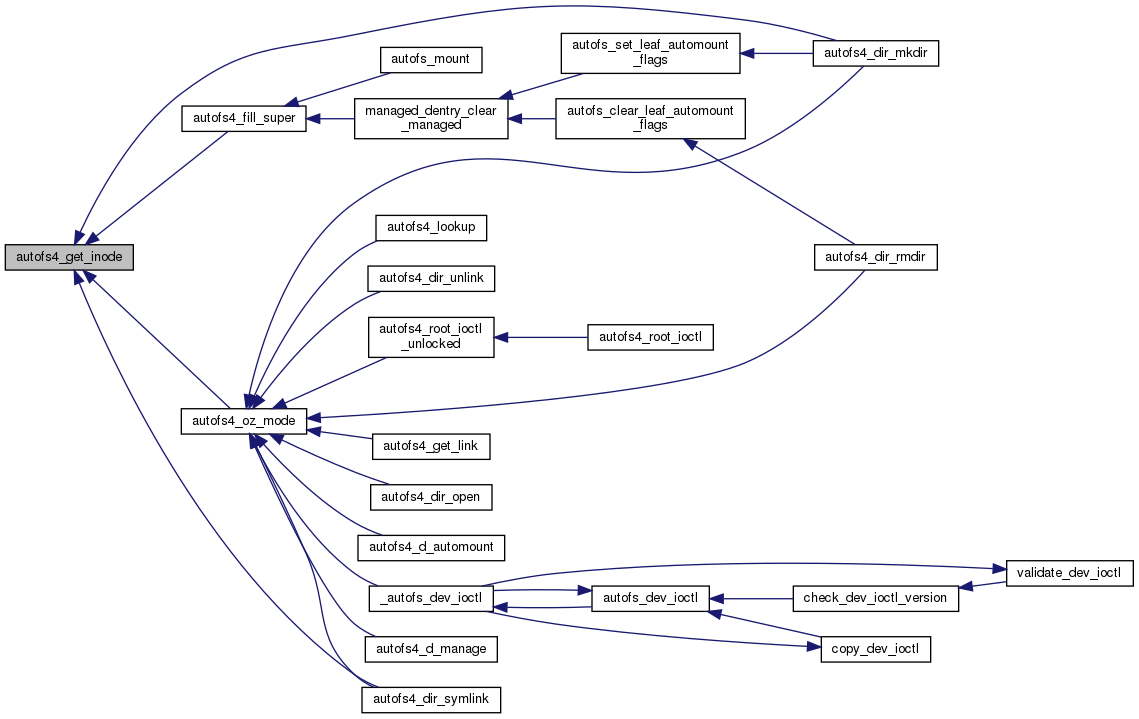 autofs_set_leaf_automount
_flags
autofs4_dir_mkdir
autofs_mount
managed_dentry_clear
_managed
autofs_clear_leaf_automount
_flags
autofs4_fill_super
autofs4_lookup
autofs4_get_inode
autofs4_dir_rmdir
autofs4_dir_unlink
autofs4_root_ioctl
_unlocked
autofs4_root_ioctl
autofs4_oz_mode
autofs4_get_link
autofs4_dir_open
autofs4_d_automount
validate_dev_ioctl
_autofs_dev_ioctl
autofs_dev_ioctl
check_dev_ioctl_version
autofs4_d_manage
copy_dev_ioctl
autofs4_dir_symlink